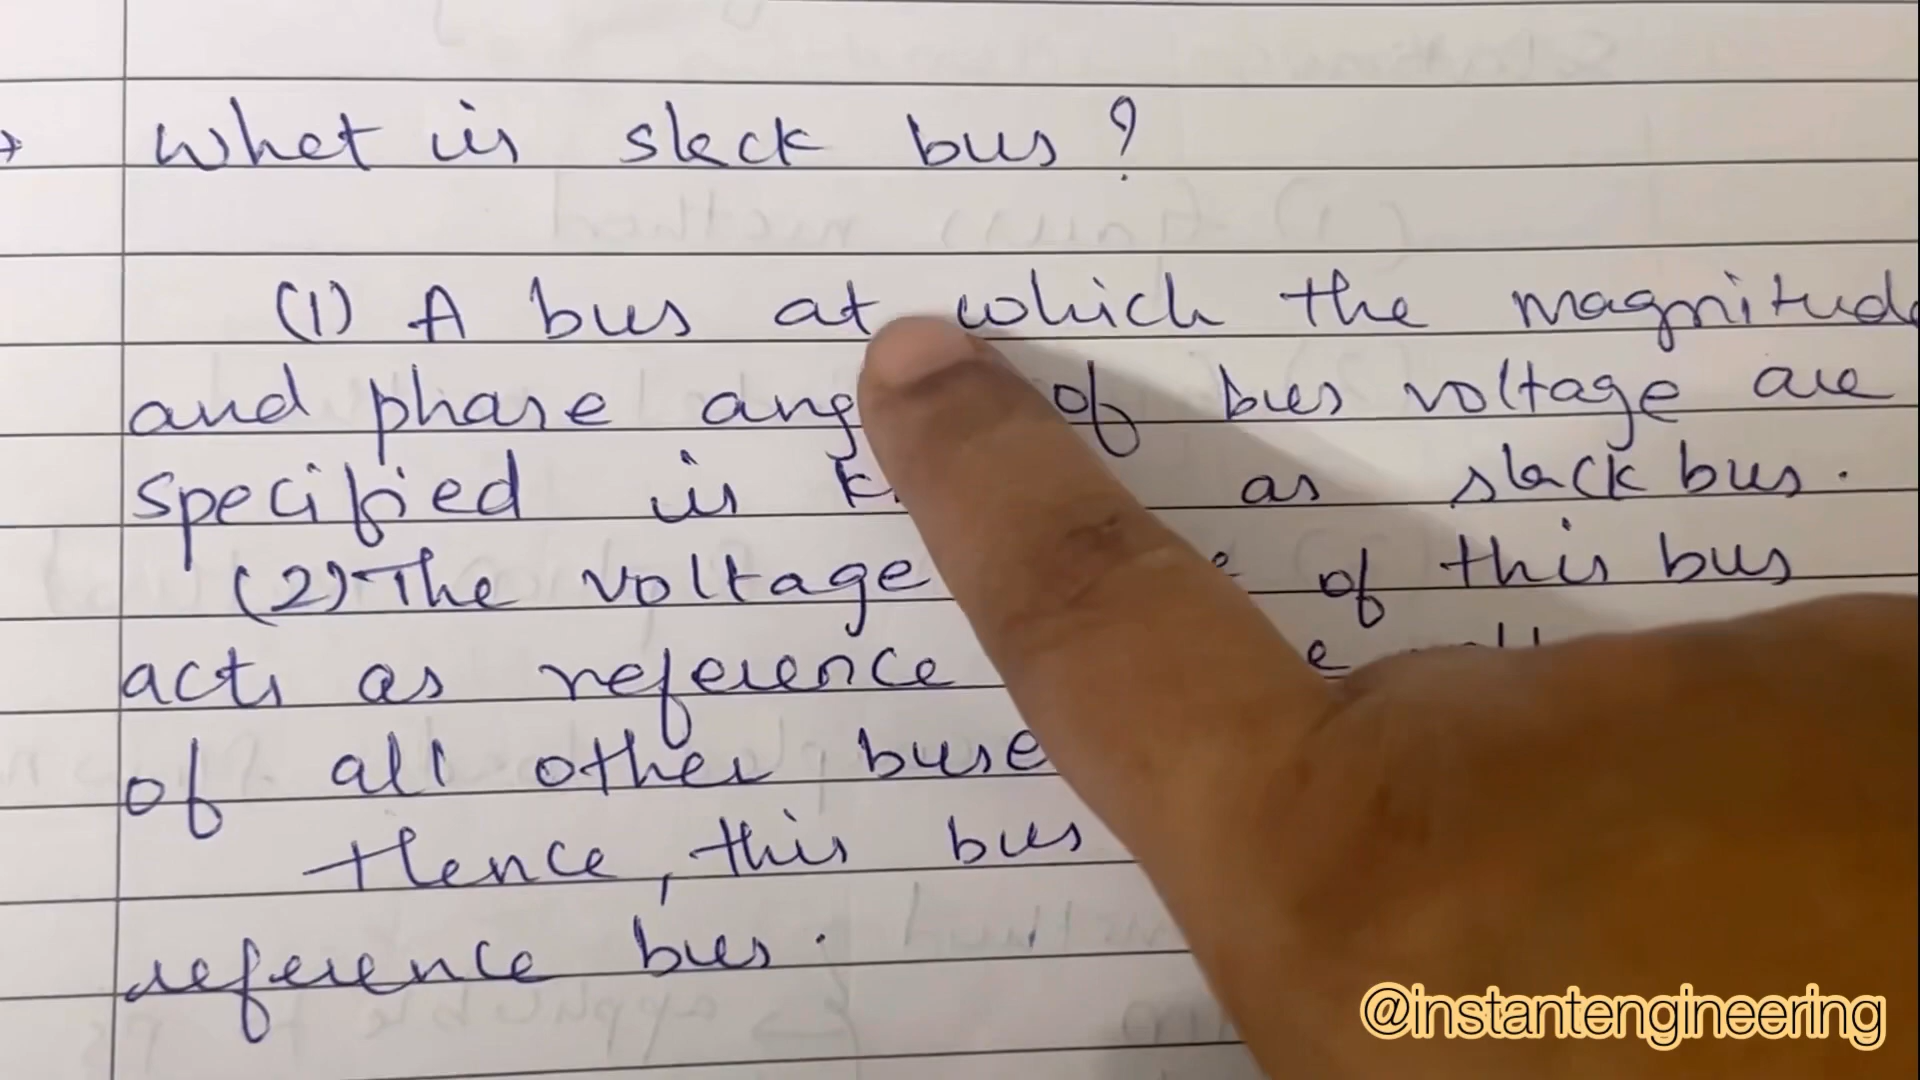 What is slack bus?
(1) A bus at which the magnitude
and phase of bus voltage are
specified is as slack bus.
(2) The voltage of this bus
acts as reference
of all other
Hence, this bus
reference bus.
@instantengineering